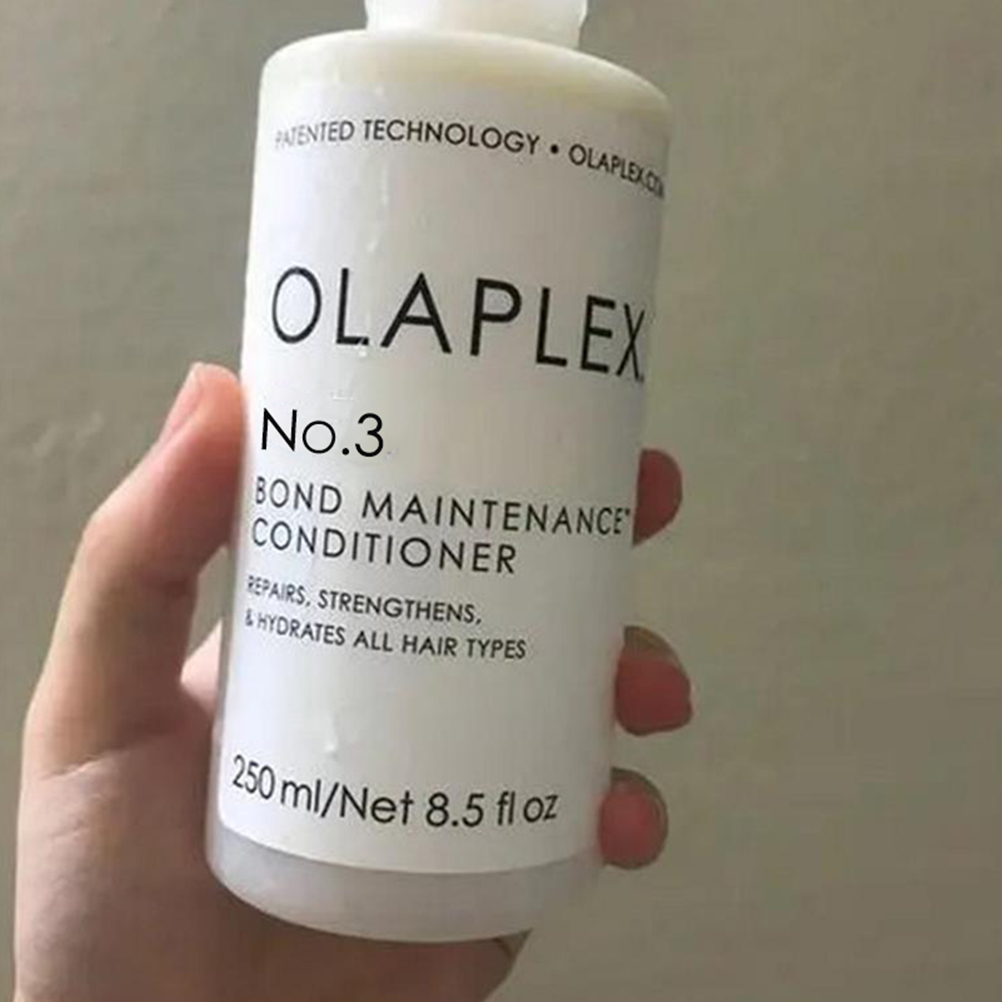 PATENTED TECHNOLOGY • OLAPLEX.COM
OLAPLEX.
No.3
BOND MAINTENANCE™
CONDITIONER
REPAIRS, STRENGTHENS,
& HYDRATES ALL HAIR TYPES
250 ml/Net 8.5 fl oz